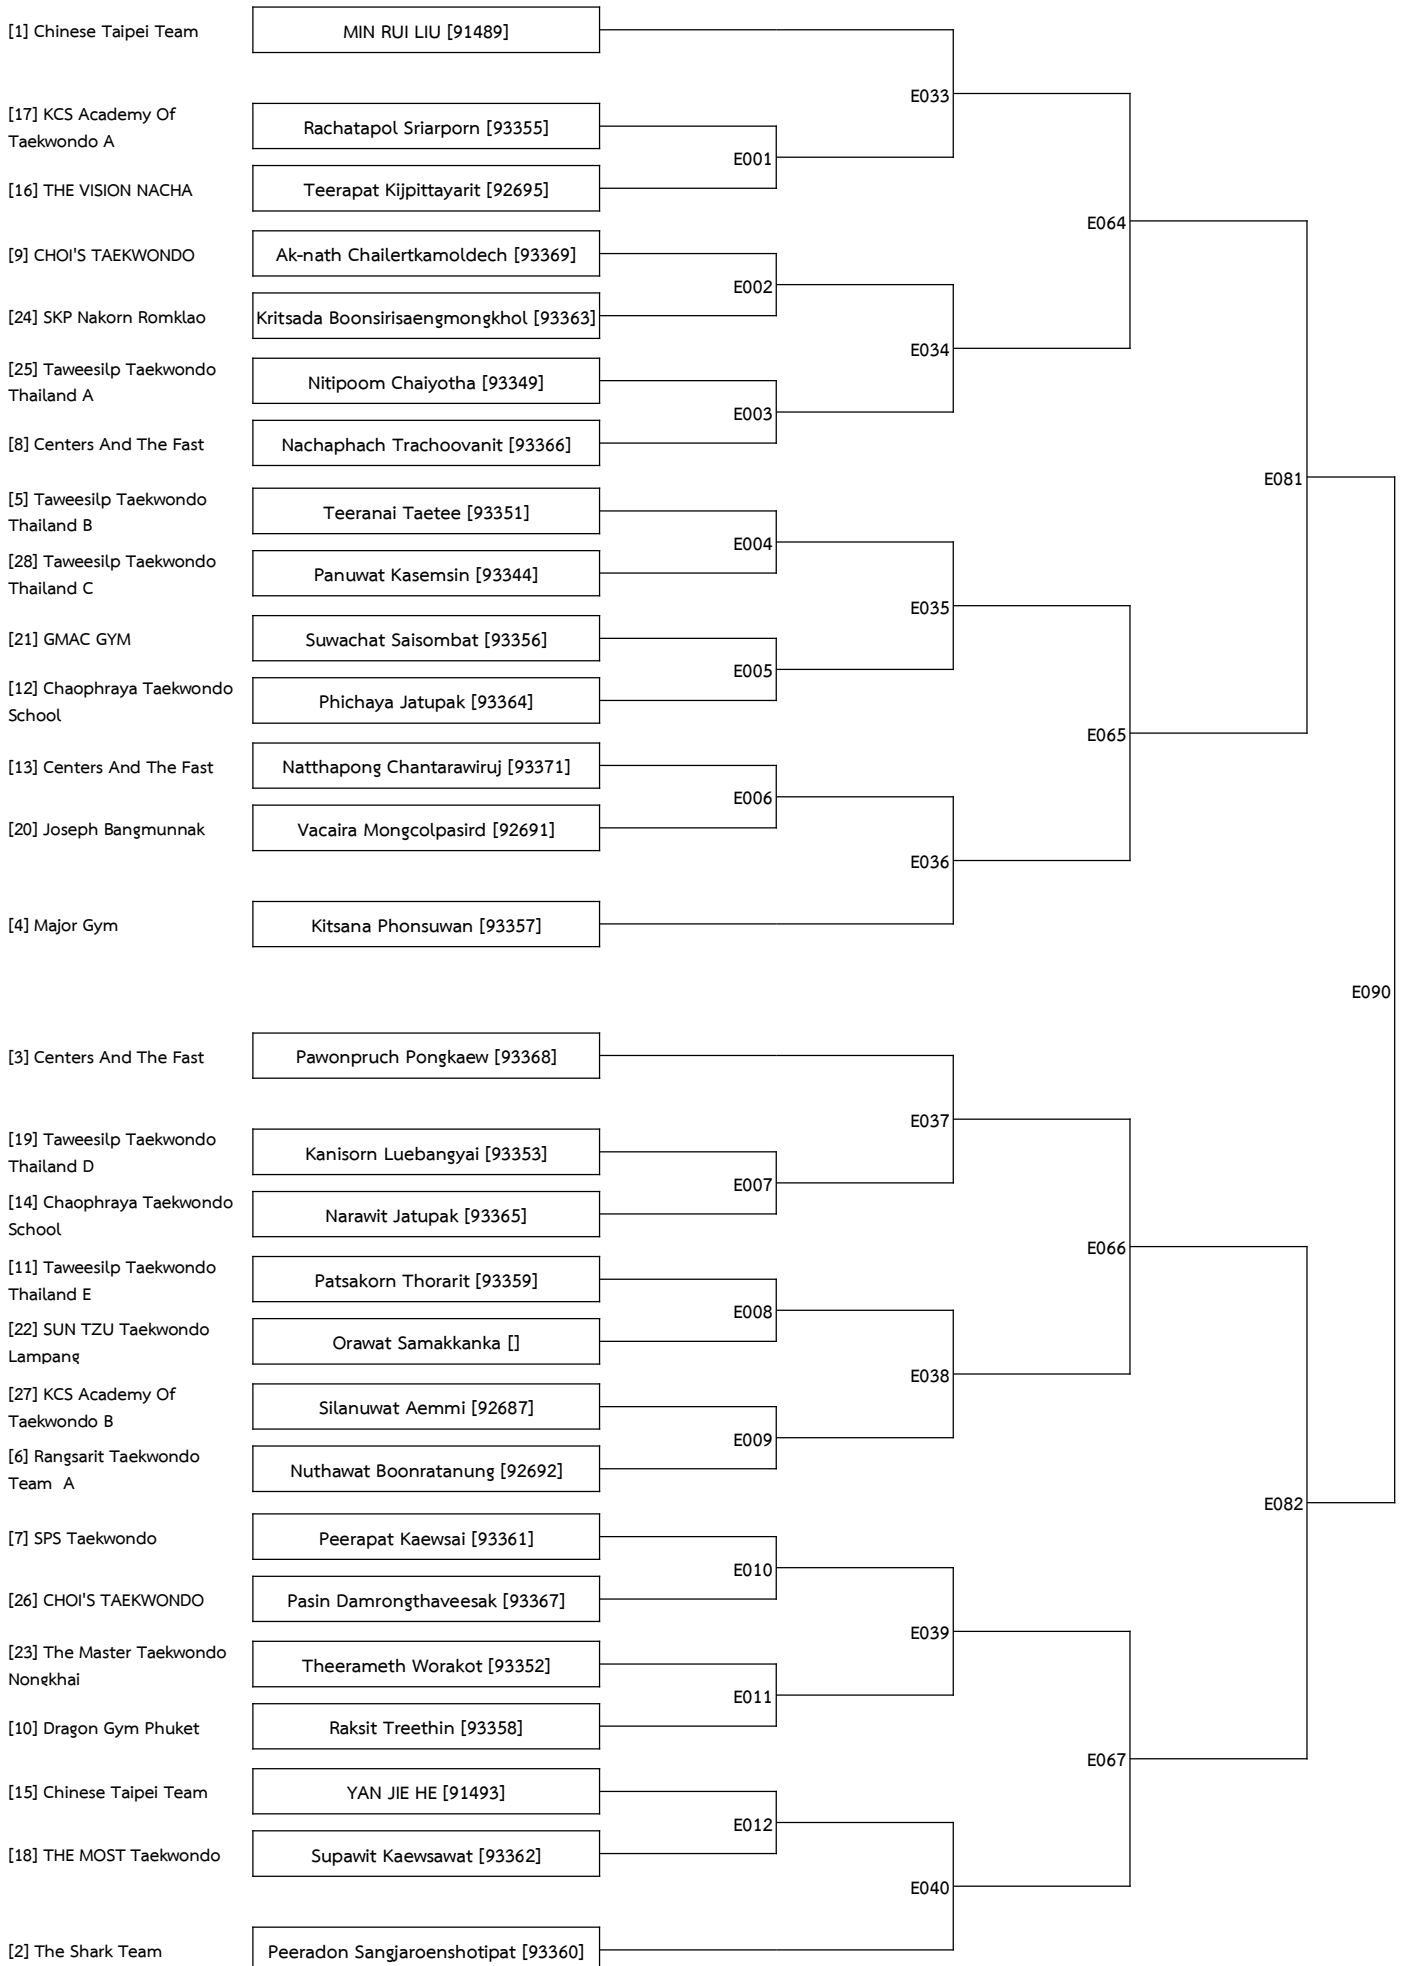 [1] Chinese Taipei Team
MIN RUI LIU [91489]
E033
[17] KCS Academy Of
Taekwondo A
Rachatapol Sriarporn [93355]
E001
[16] THE VISION NACHA
Teerapat Kijpittayarit [92695]
E064
[9] CHOI'S TAEKWONDO
Ak-nath Chailertkamoldech [93369]
E002
[24] SKP Nakorn Romklao
Kritsada Boonsirisaengmongkhol [93363]
E034
[25] Taweesilp Taekwondo
Thailand A
Nitipoom Chaiyotha [93349]
E003
[8] Centers And The Fast
Nachaphach Trachoovanit [93366]
E081
[5] Taweesilp Taekwondo
Thailand B
Teeranai Taetee [93351]
E004
[28] Taweesilp Taekwondo
Thailand C
Panuwat Kasemsin [93344]
E035
[21] GMAC GYM
Suwachat Saisombat [93356]
E005
[12] Chaophraya Taekwondo
School
Phichaya Jatupak [93364]
E065
[13] Centers And The Fast
Natthapong Chantarawiruj [93371]
E006
[20] Joseph Bangmunnak
Vacaira Mongcolpasird [92691]
E036
[4] Major Gym
Kitsana Phonsuwan [93357]
E090
[3] Centers And The Fast
Pawonpruch Pongkaew [93368]
E037
[19] Taweesilp Taekwondo
Thailand D
Kanisorn Luebangyai [93353]
E007
[14] Chaophraya Taekwondo
School
Narawit Jatupak [93365]
E066
[11] Taweesilp Taekwondo
Thailand E
Patsakorn Thorarit [93359]
E008
[22] SUN TZU Taekwondo
Lampang
Orawat Samakkanka []
E038
[27] KCS Academy Of
Taekwondo B
Silanuwat Aemmi [92687]
E009
[6] Rangsarit Taekwondo
Team  A
Nuthawat Boonratanung [92692]
E082
[7] SPS Taekwondo
Peerapat Kaewsai [93361]
E010
[26] CHOI'S TAEKWONDO
Pasin Damrongthaveesak [93367]
E039
[23] The Master Taekwondo
Nongkhai
Theerameth Worakot [93352]
E011
[10] Dragon Gym Phuket
Raksit Treethin [93358]
E067
[15] Chinese Taipei Team
YAN JIE HE [91493]
E012
[18] THE MOST Taekwondo
Supawit Kaewsawat [93362]
E040
[2] The Shark Team
Peeradon Sangjaroenshotipat [93360]